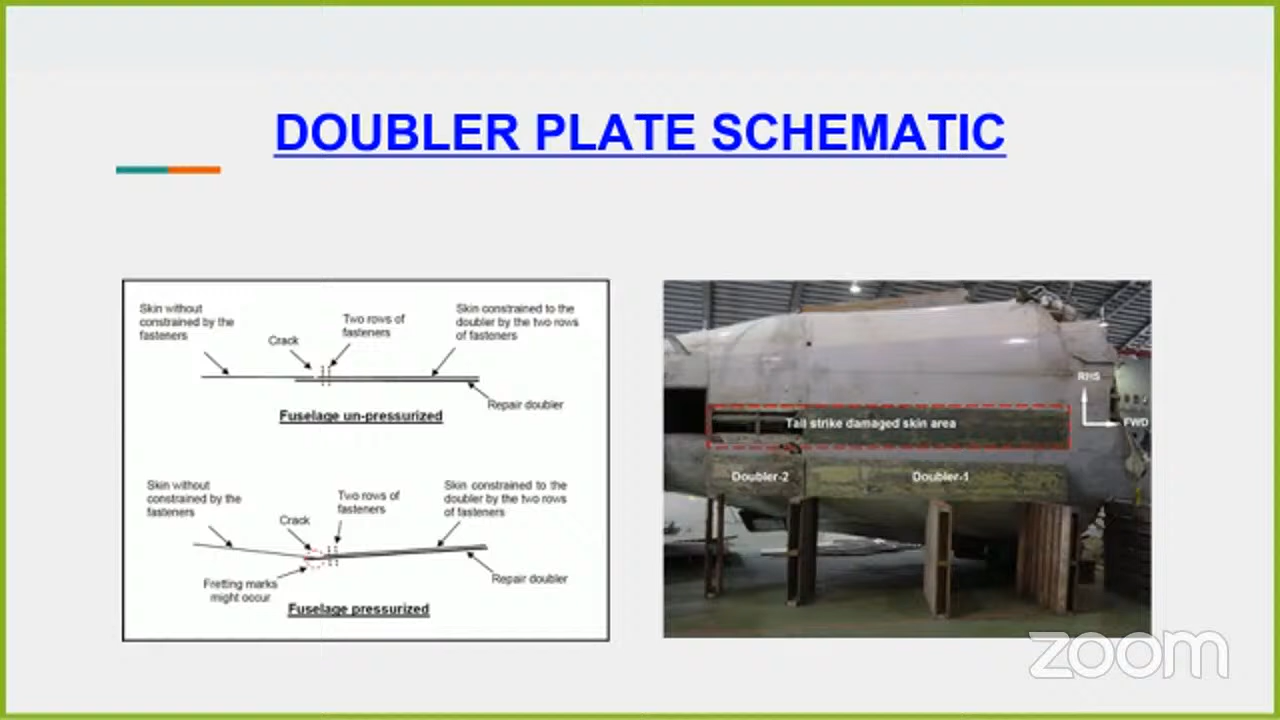 DOUBLER PLATE SCHEMATIC
Skin without
constrained by the
fasteners
Crack
Two rows of
fasteners
Skin constrained to the
doubler by the two rows
of fasteners
Repair doubler
Fuselage un-pressurized
Skin without
constrained by the
fasteners
Crack
Two rows of
fasteners
Skin constrained to the
doubler by the two rows
of fasteners
Fretting marks
might occur
Repair doubler
Fuselage pressurized
RHS
FWD
Tail strike damaged skin area
Doubler-2
Doubler-1
zoom